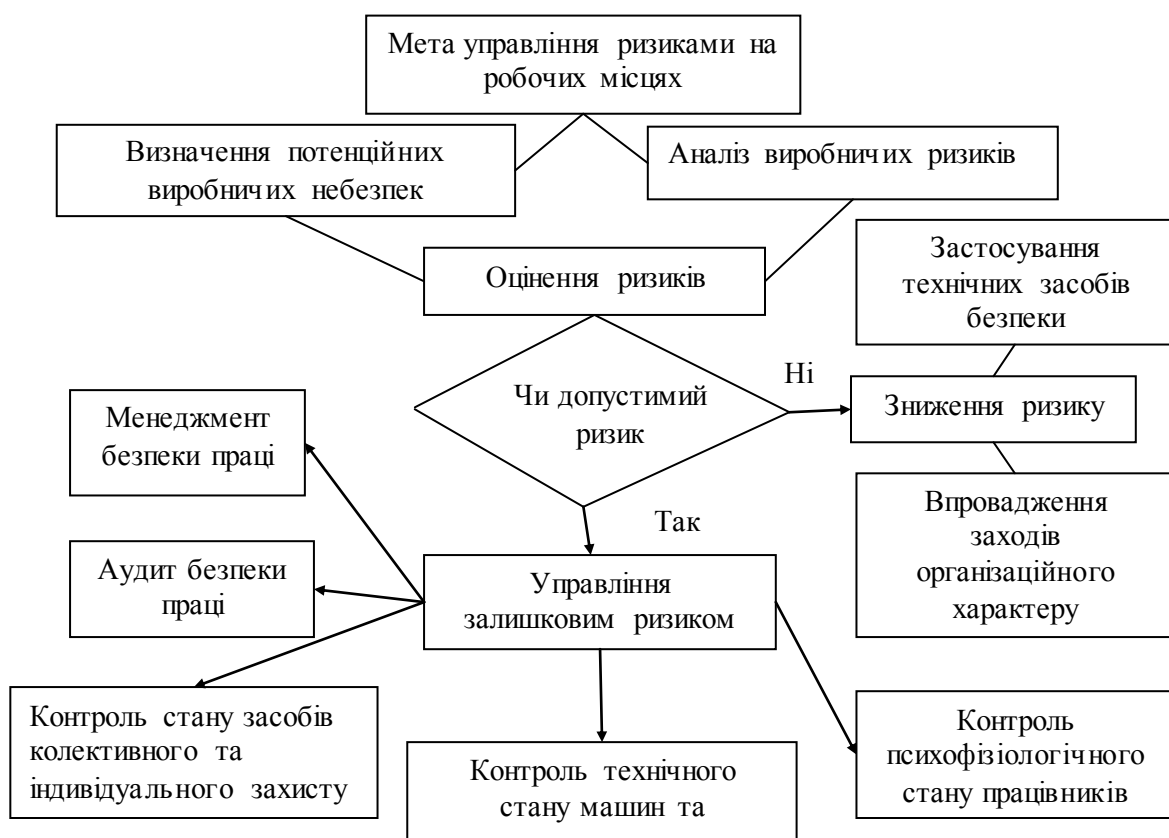 Мета управління ризиками на
робочих місцях
Визначення потенційних
виробничих небезпек
Аналіз виробничих ризиків
Оцінення ризиків
Застосування
технічних засобів
безпеки
Чи допустимий
ризик
Ні
Зниження ризику
Менеджмент
безпеки праці
Так
Впровадження
заходів
організаційного
характеру
Аудит безпеки
праці
Управління
залишковим ризиком
Контроль стану засобів
колективного та
індивідуального захисту
Контроль технічного
стану машин та
Контроль
психофізіологічного
стану працівників